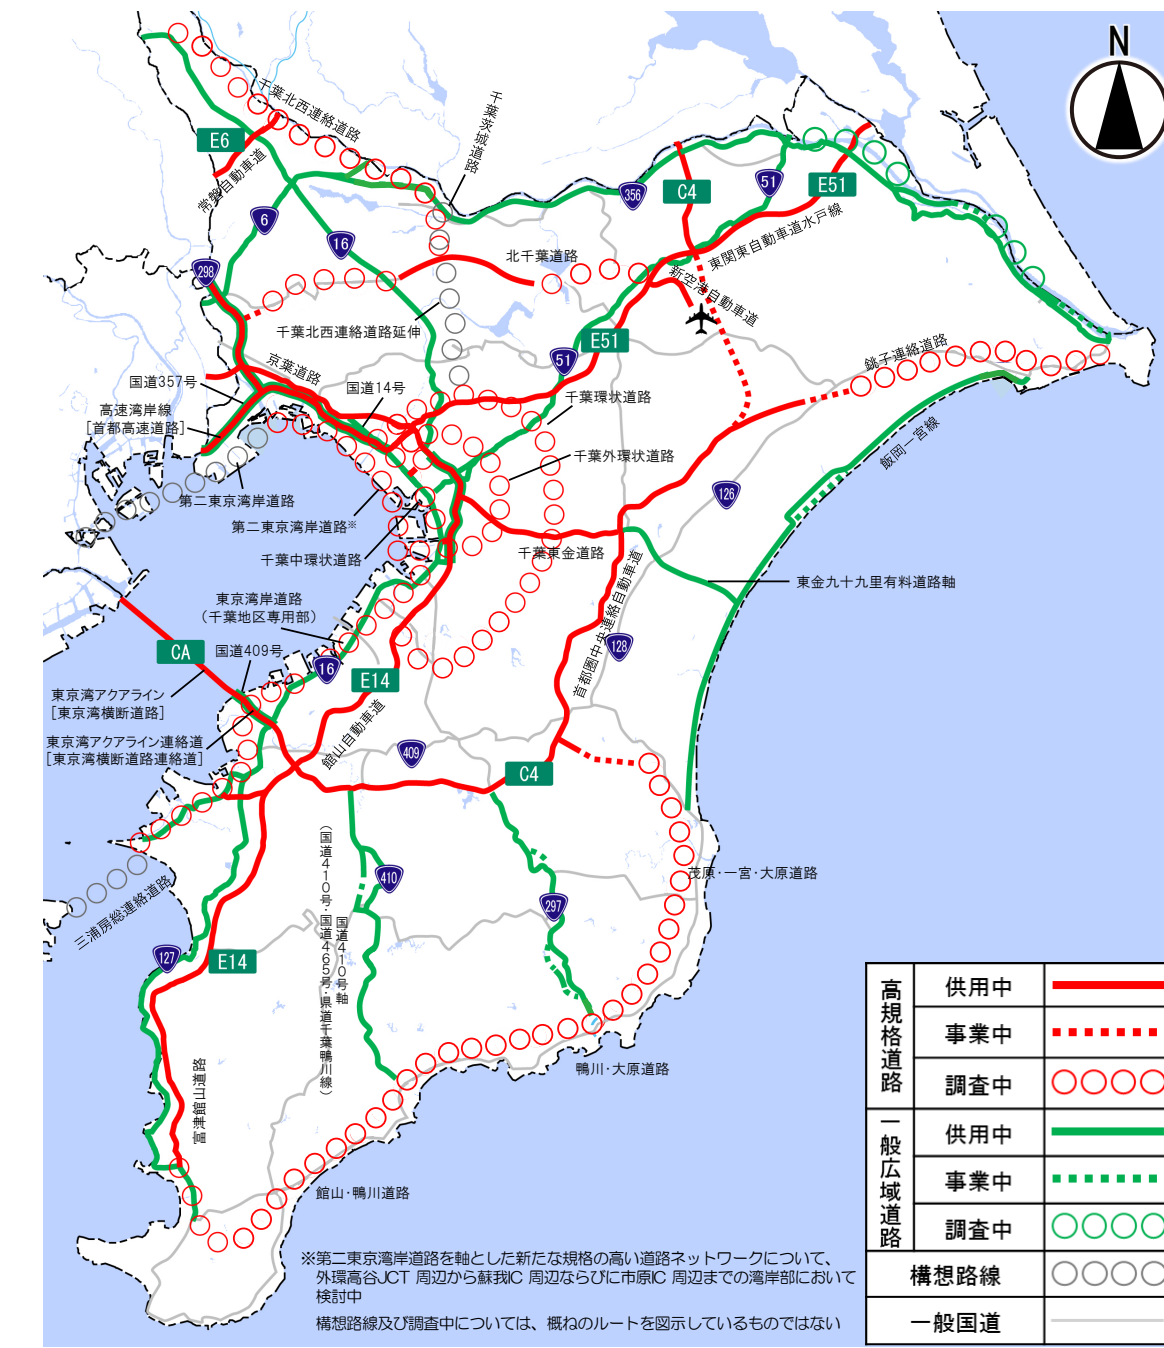 N
千葉北西連絡道路
E6
常磐自動車道
千葉茨城道路
356
C4
51
E51
6
16
298
北千葉道路
東関東自動車道水戸線
新空港自動車道
千葉北西連絡道路延伸
E51
51
銚子連絡道路
京葉道路
国道357号
国道14号
高速湾岸線
[首都高速道路]
千葉環状道路
飯岡一宮線
千葉外環状道路
126
第二東京湾岸道路
第二東京湾岸道路※
千葉東金道路
千葉中環状道路
東金九十九里有料道路軸
東京湾岸道路
（千葉地区専用部）
首都圏中央連絡自動車道
128
CA
国道409号
16
E14
東京湾アクアライン
[東京湾横断道路]
館山自動車道
東京湾アクアライン連絡道
[東京湾横断道路連絡道]
409
C4
茂原・一宮・大原道路
410
297
三浦房総連絡道路
国道410号軸
（国道410号・国道465号・県道千葉鴨川線）
127
E14
富津館山道路
鴨川・大原道路
館山・鴨川道路
高規格道路
供用中
事業中
調査中
一般広域道路
供用中
事業中
調査中
構想路線
一般国道
※第二東京湾岸道路を軸とした新たな規格の高い道路ネットワークについて、
外環高谷JCT 周辺から蘇我IC 周辺ならびに市原IC 周辺までの湾岸部において
検討中
構想路線及び調査中については、概ねのルートを図示しているものではない